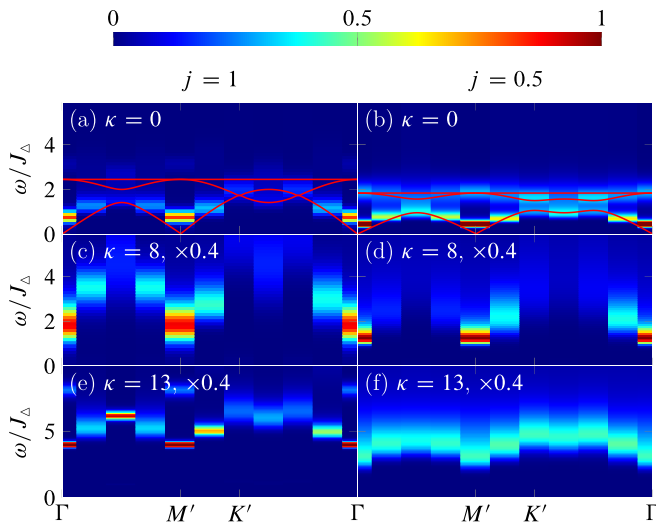 0 0.5 1
j = 1 j = 0.5
(a) κ = 0 (b) κ = 0
4
2
0
ω/J△
(c) κ = 8, ×0.4 (d) κ = 8, ×0.4
4
2
0
ω/J△
(e) κ = 13, ×0.4 (f) κ = 13, ×0.4
5
0
ω/J△
Γ M′ K′ Γ M′ K′ Γ